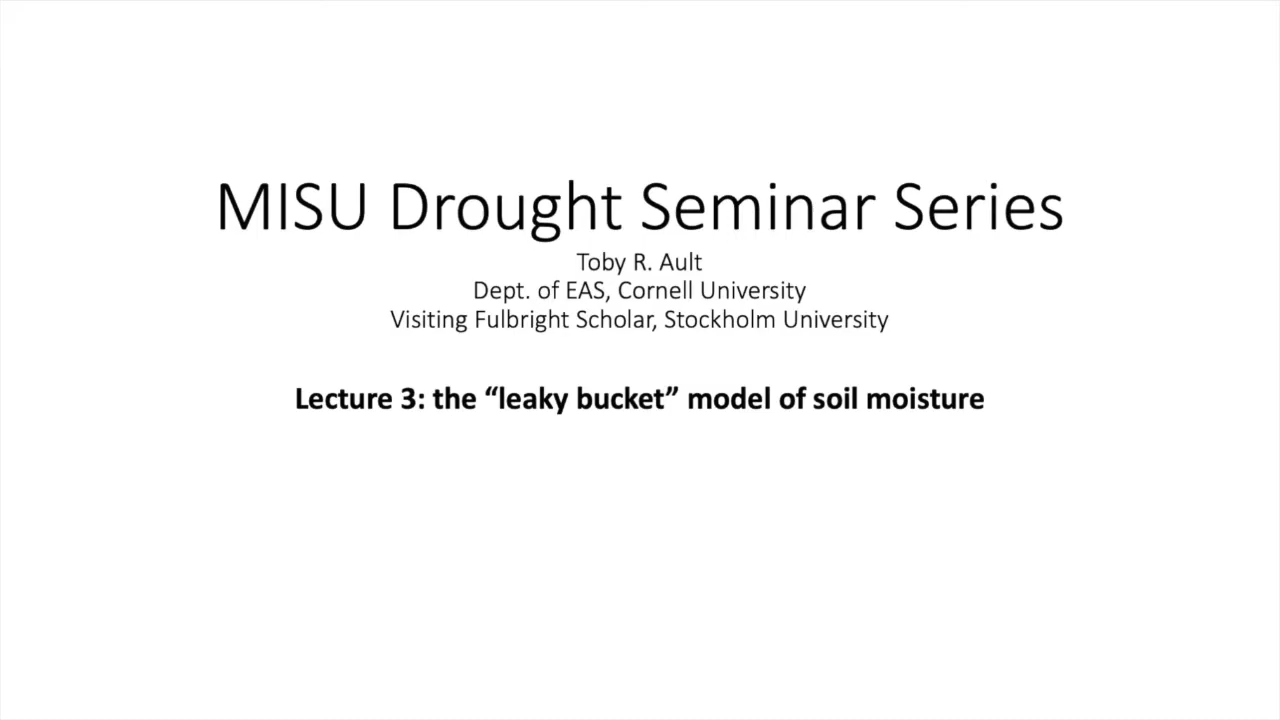 MISU Drought Seminar Series
Toby R. Ault
Dept. of EAS, Cornell University
Visiting Fulbright Scholar, Stockholm University
Lecture 3: the “leaky bucket” model of soil moisture